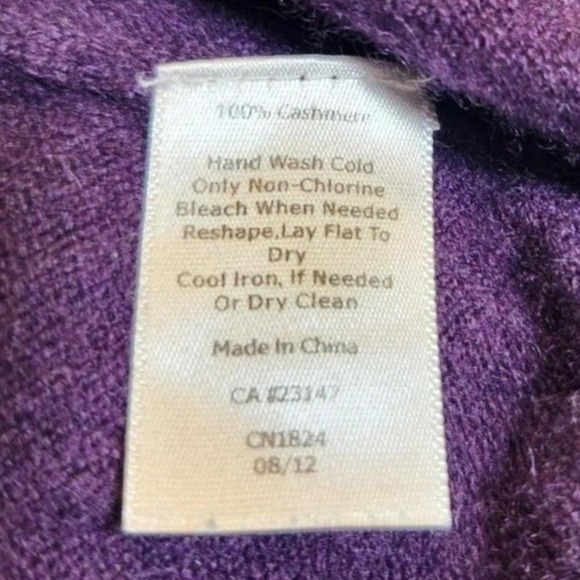 100% Cashmere
Hand Wash Cold
Only Non-Chlorine
Bleach When Needed
Reshape,Lay Flat To
Dry
Cool Iron, If Needed
Or Dry Clean
Made In China
CA #23147
CN1824
08/12